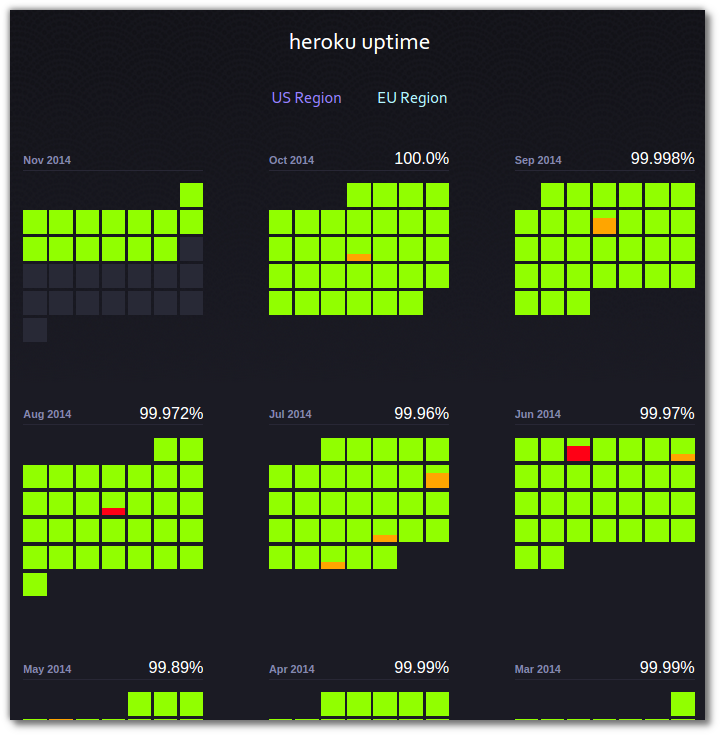 heroku uptime
US Region EU Region
Nov 2014
Oct 2014 100.0%
Sep 2014 99.998%
Aug 2014 99.972%
Jul 2014 99.96%
Jun 2014 99.97%
May 2014 99.89%
Apr 2014 99.99%
Mar 2014 99.99%